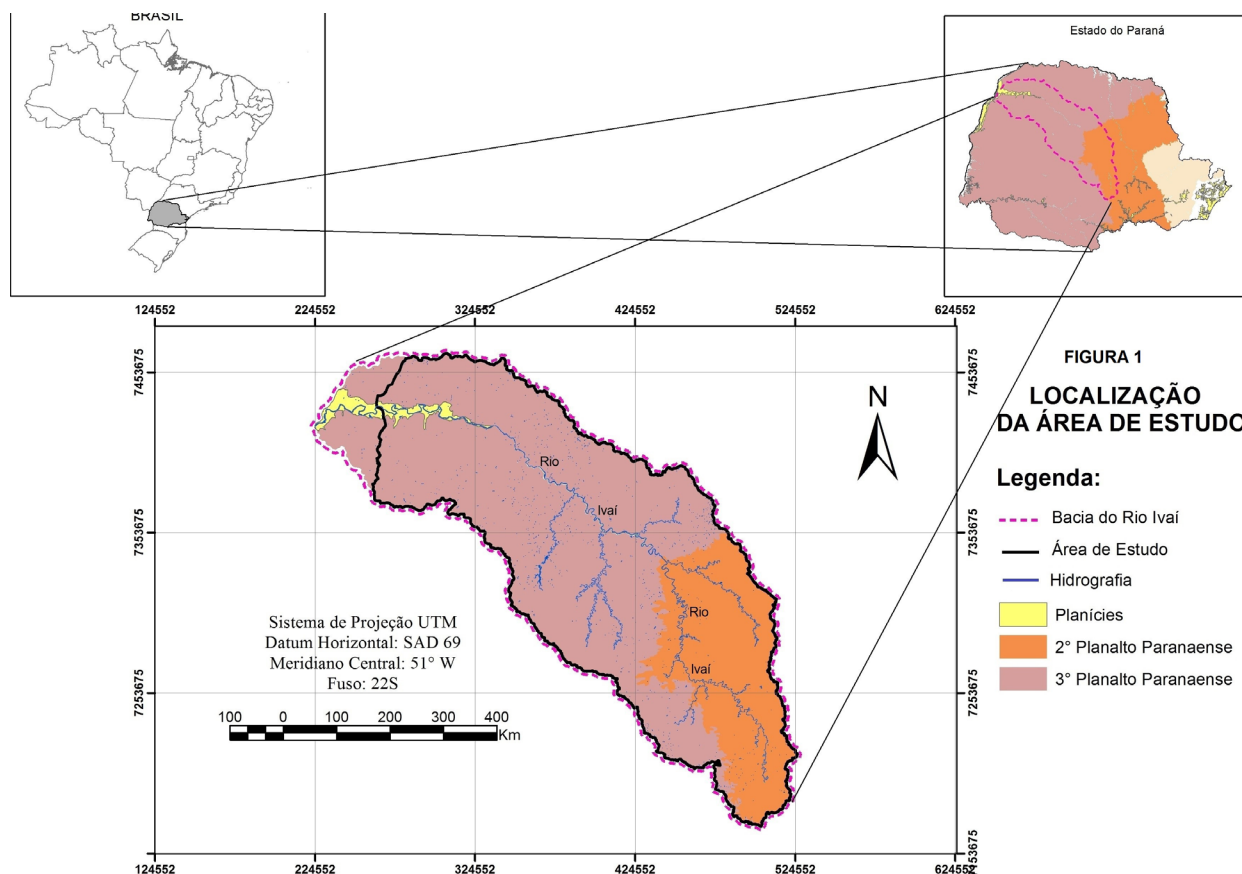 BRASIL
Estado do Paraná
124552
224552
324552
424552
524552
624552
7453675
7453675
FIGURA 1
LOCALIZAÇÃO
DA ÁREA DE ESTUDO
N
Legenda:
Bacia do Rio Ivaí
Área de Estudo
Hidrografia
Planícies
2° Planalto Paranaense
3° Planalto Paranaense
Rio
Ivaí
7353675
7353675
Rio
Ivaí
Sistema de Projeção UTM
Datum Horizontal: SAD 69
Meridiano Central: 51° W
Fuso: 22S
100 0 100 200 300 400
Km
7253675
7253675
7153675
7153675
124552
224552
324552
424552
524552
624552